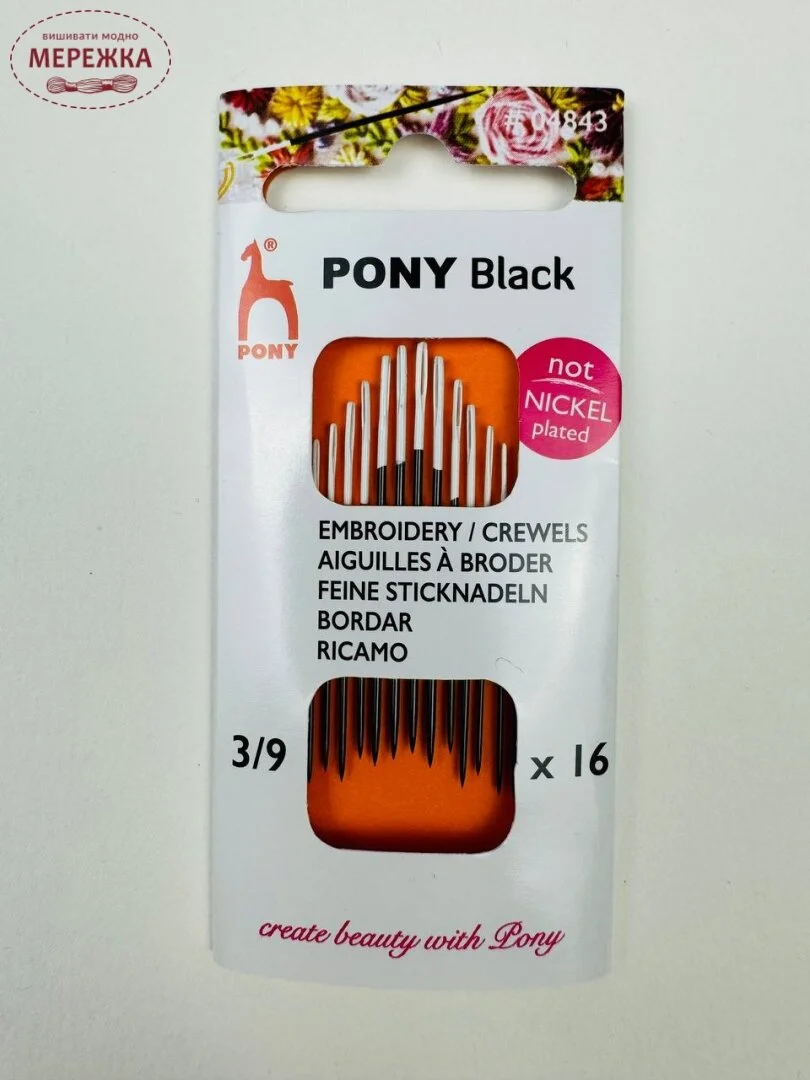 вишивати модно
МЕРЕЖКА
# 04843
®
PONY Black
PONY
not
NICKEL
plated
EMBROIDERY / CREWELS
AIGUILLES À BRODER
FEINE STICKNADELN
BORDAR
RICAMO
3/9 x 16
create beauty with Pony